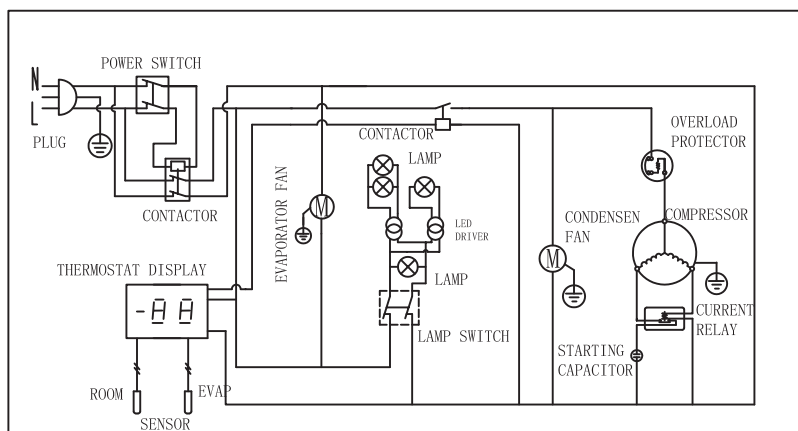 POWER SWITCH
N
L
PLUG
CONTACTOR
THERMOSTAT DISPLAY
-88
ROOM
EVAP
SENSOR
EVAPORATOR FAN
M
CONTACTOR
LAMP
LED
DRIVER
LAMP
LAMP SWITCH
CONDENSEN
FAN
M
OVERLOAD
PROTECTOR
COMPRESSOR
CURRENT
RELAY
STARTING
CAPACITOR